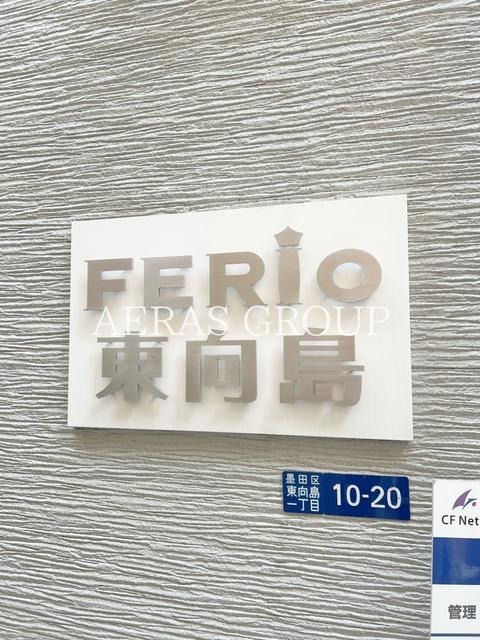 FERIO
AERAS GROUP
東向島
墨田区
東向島
一丁目
10-20
CF Net
管理